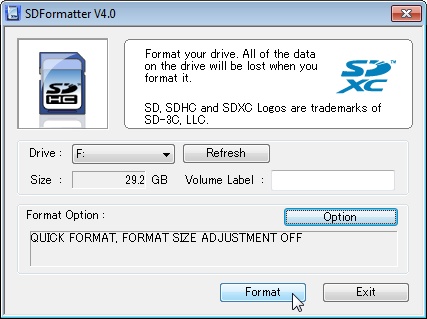 SDFormatter V4.0
Format your drive. All of the data
on the drive will be lost when you
format it.
SD, SDHC and SDXC Logos are trademarks of
SD-3C, LLC.
SD
HC
SD
XC
TM
Drive : F: Refresh
Size : 29.2 GB Volume Label :
Format Option : Option
QUICK FORMAT, FORMAT SIZE ADJUSTMENT OFF
Format Exit